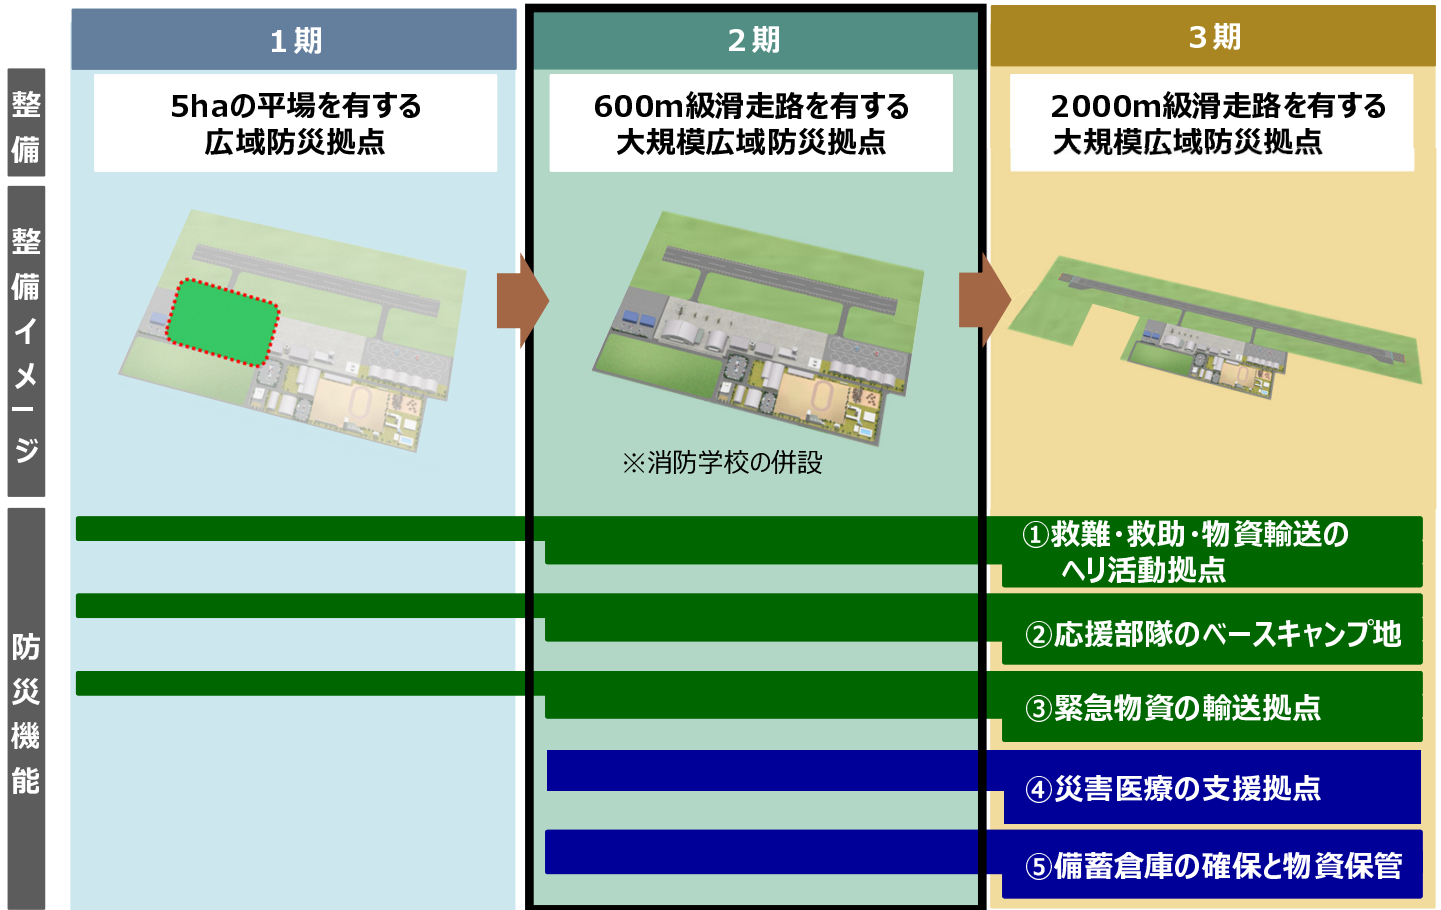 １期
２期
３期
整備
5haの平場を有する
広域防災拠点
600m級滑走路を有する
大規模広域防災拠点
2000m級滑走路を有する
大規模広域防災拠点
整備イメージ
※消防学校の併設
防災機能
①救難・救助・物資輸送の
ヘリ活動拠点
②応援部隊のベースキャンプ地
③緊急物資の輸送拠点
④災害医療の支援拠点
⑤備蓄倉庫の確保と物資保管